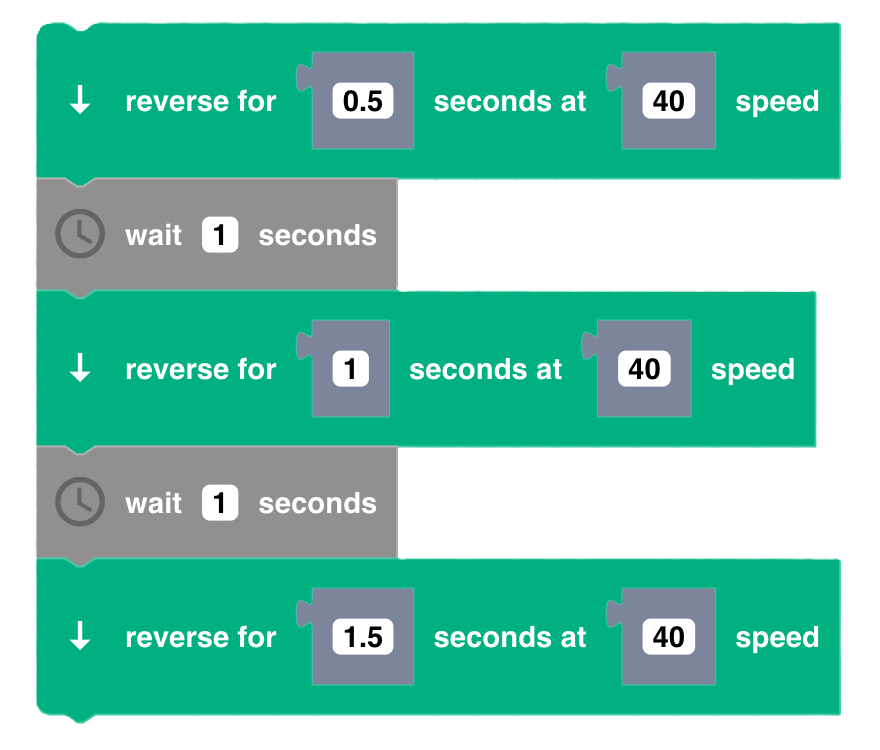 reverse for 0.5 seconds at 40 speed
wait 1 seconds
reverse for 1 seconds at 40 speed
wait 1 seconds
reverse for 1.5 seconds at 40 speed